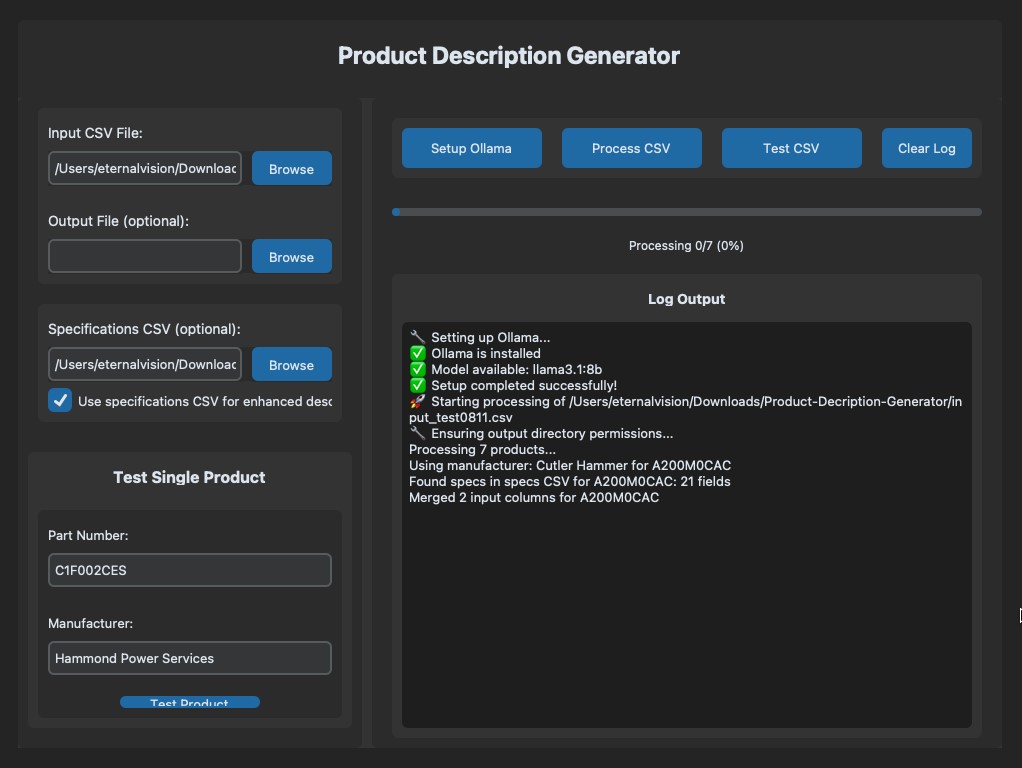 Product Description Generator
Input CSV File:
/Users/eternalvision/Downloac
Browse
Output File (optional):
Browse
Specifications CSV (optional):
/Users/eternalvision/Downloac
Browse
Use specifications CSV for enhanced desc
Test Single Product
Part Number:
C1F002CES
Manufacturer:
Hammond Power Services
Test Product
Setup Ollama
Process CSV
Test CSV
Clear Log
Processing 0/7 (0%)
Log Output
🔧 Setting up Ollama...
✅ Ollama is installed
✅ Model available: llama3.1:8b
✅ Setup completed successfully!
🚀 Starting processing of /Users/eternalvision/Downloads/Product-Decription-Generator/in
put_test0811.csv
🔧 Ensuring output directory permissions...
Processing 7 products...
Using manufacturer: Cutler Hammer for A200M0CAC
Found specs in specs CSV for A200M0CAC: 21 fields
Merged 2 input columns for A200M0CAC